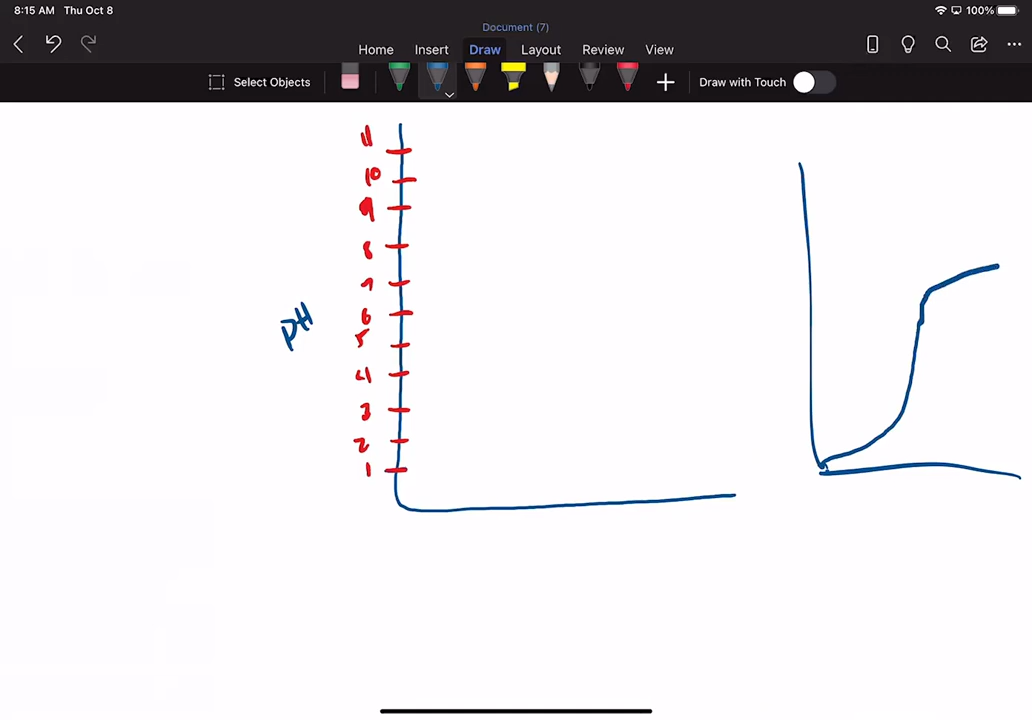 8:15 AM Thu Oct 8
100%
Document (7)
Home Insert Draw Layout Review View
Select Objects
Draw with Touch
11
10
9
8
7
6
5
4
3
2
1
pH